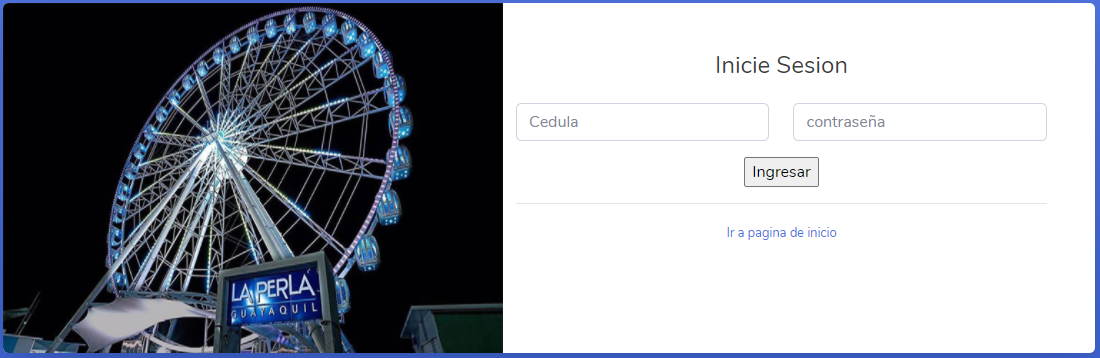 LA PERLA
GUAYAQUIL
Inicie Sesion
Cedula
contraseña
Ingresar
Ir a pagina de inicio